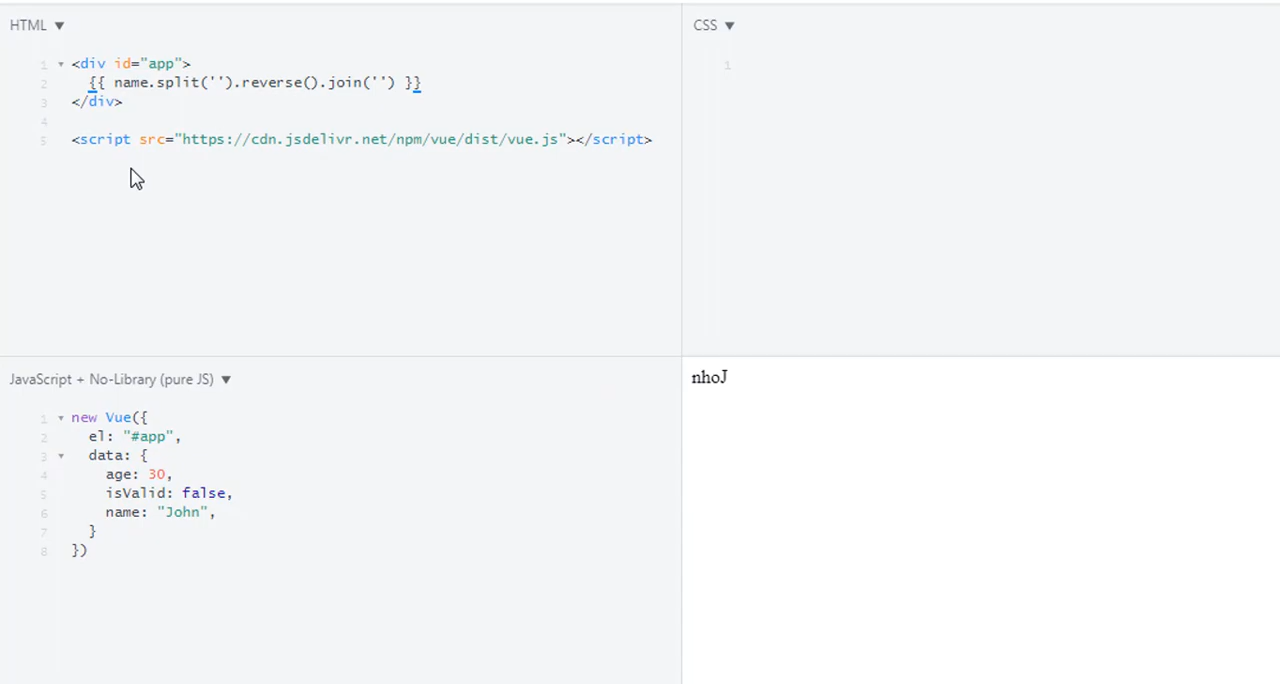 HTML ▼
1 ▾ <div id="app">
2 {{ name.split('').reverse().join('') }}
3 </div>
4
5 <script src="https://cdn.jsdelivr.net/npm/vue/dist/vue.js"></script>
CSS ▼
1
JavaScript + No-Library (pure JS) ▼
1 ▾ new Vue({
2 el: "#app",
3 ▾ data: {
4 age: 30,
5 isValid: false,
6 name: "John",
7 }
8 })
nhoJ